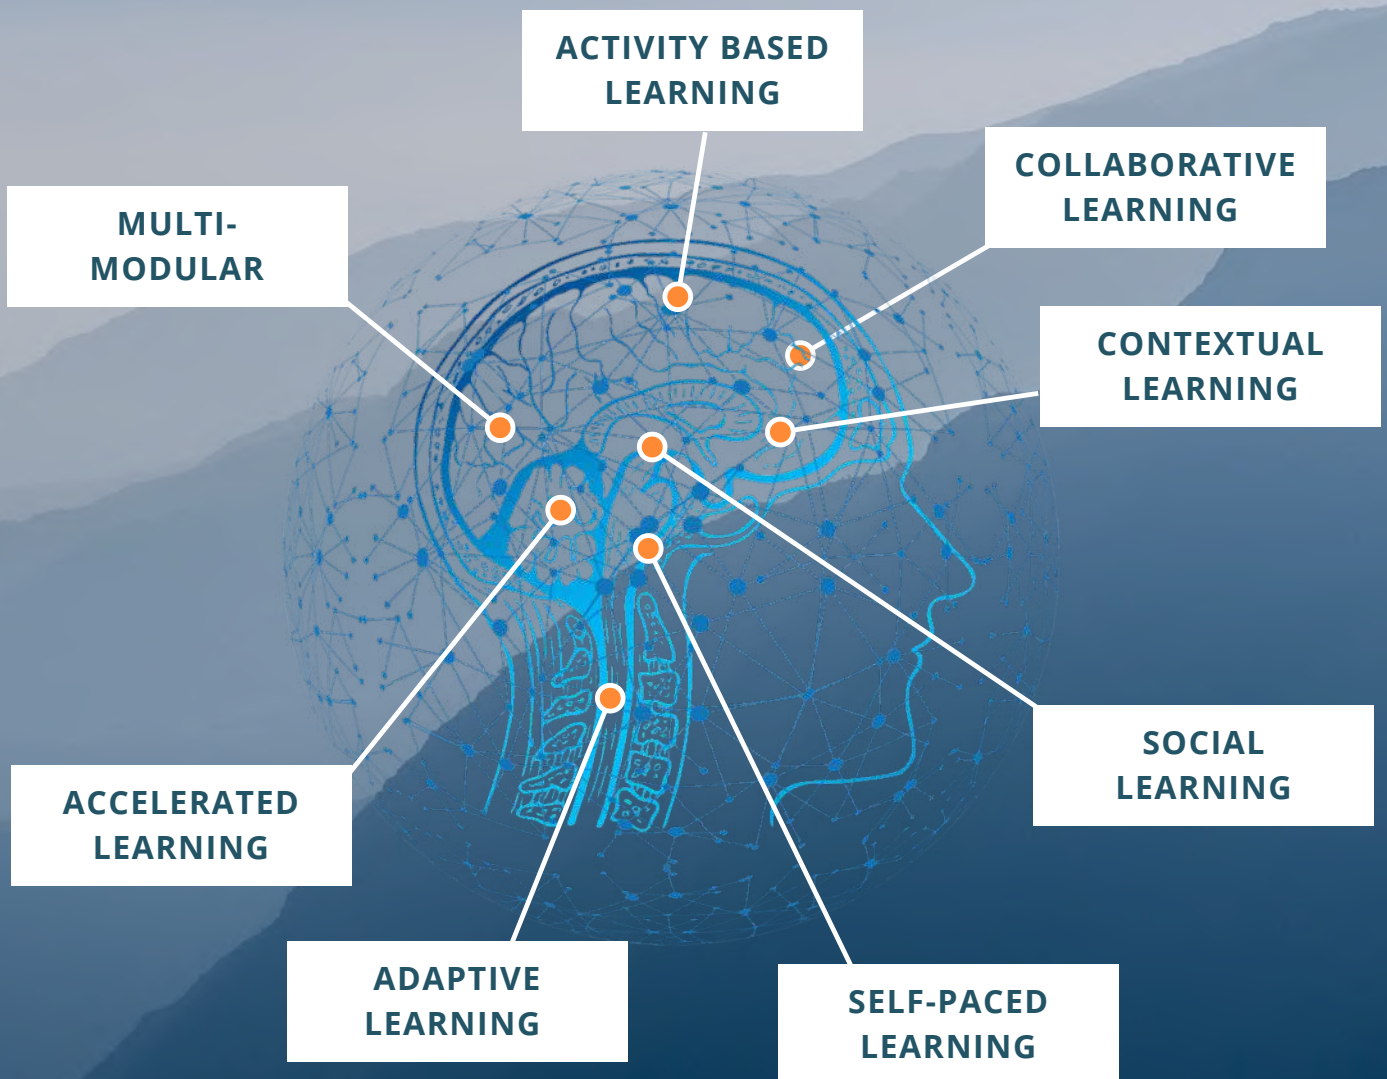 ACTIVITY BASED
LEARNING
COLLABORATIVE
LEARNING
MULTI-
MODULAR
CONTEXTUAL
LEARNING
SOCIAL
LEARNING
ACCELERATED
LEARNING
ADAPTIVE
LEARNING
SELF-PACED
LEARNING